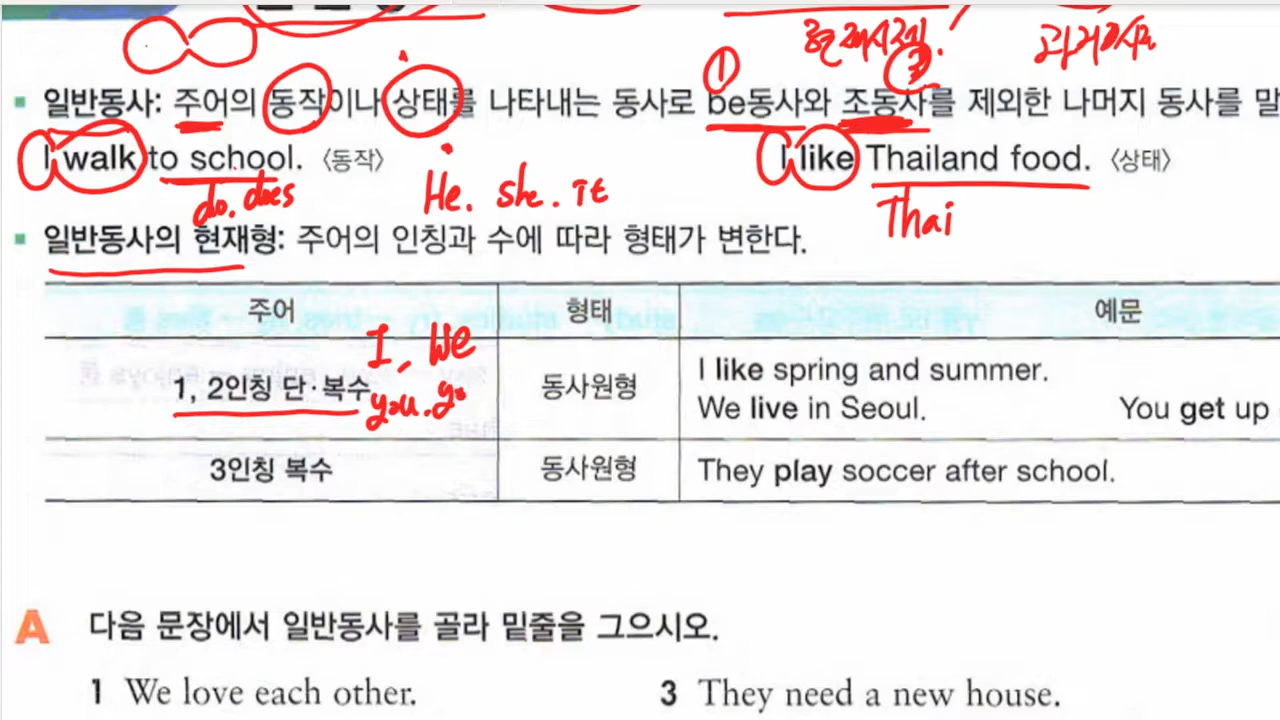 현재시제!
과거시제
① ②
일반동사: 주어의 동작이나 상태를 나타내는 동사로 be동사와 조동사를 제외한 나머지 동사를 말
I walk to school. 〈동작〉
I like Thailand food. 〈상태〉
do. does
He. she. it
Thai
일반동사의 현재형: 주어의 인칭과 수에 따라 형태가 변한다.
주어 형태 예문
1, 2인칭 단··복수 동사원형 I like spring and summer.
I, We
you. yo
We live in Seoul. You get up
3인칭 복수 동사원형 They play soccer after school.
A 다음 문장에서 일반동사를 골라 밑줄을 그으시오.
1 We love each other.
3 They need a new house.